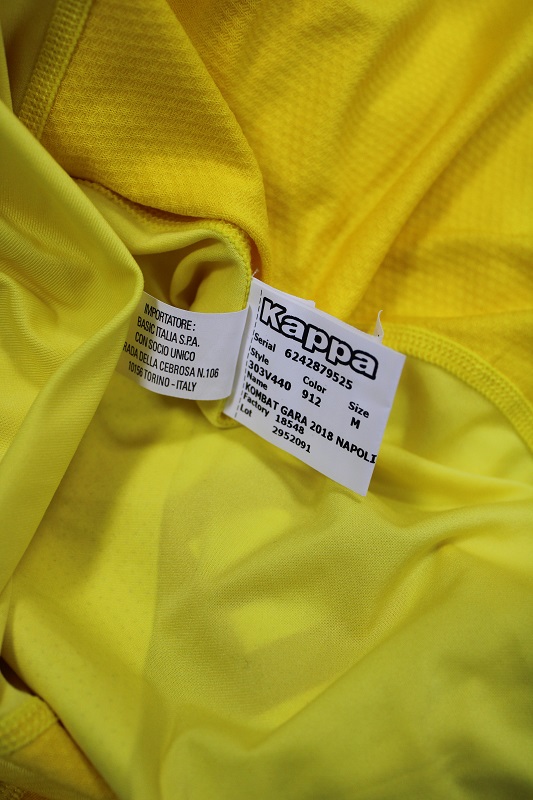 IMPORTATORE:
BASIC ITALIA S.P.A.
CON SOCIO UNICO
RADA DELLA CEBROSA N.106
10156 TORINO - ITALY
Kappa
Serial 6242879525
Style Color Size
303V440 912 M
Name
KOMBAT GARA 2018 NAPOLI
Factory 18548
Lot 2952091